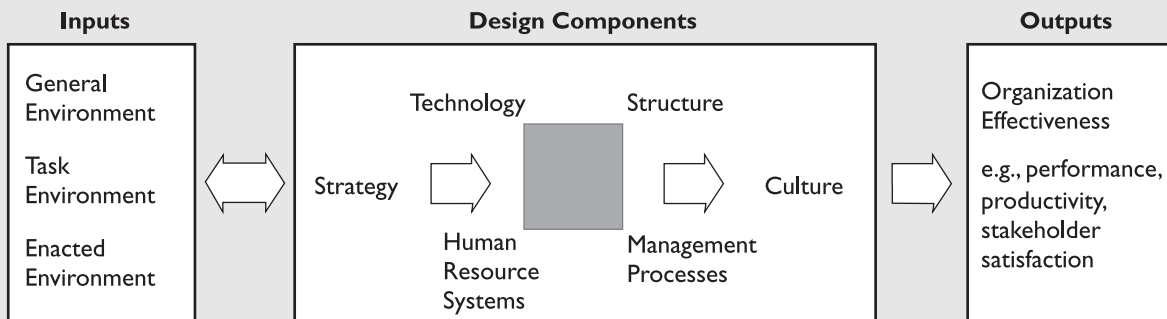 Inputs
General
Environment
Task
Environment
Enacted
Environment
Design Components
Technology
Structure
Strategy
Culture
Human
Resource
Systems
Management
Processes
Outputs
Organization
Effectiveness
e.g., performance,
productivity,
stakeholder
satisfaction